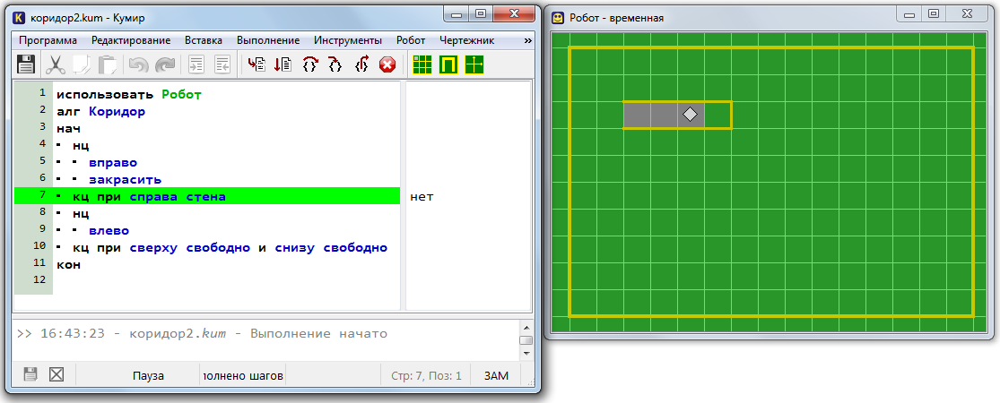 коридор2.kum - Кумир
Программа Редактирование Вставка Выполнение Инструменты Робот Чертежник »
1 использовать Робот
2 алг Коридор
3 нач
4 нц
5 вправо
6 закрасить
7 кц при справа стена нет
8 нц
9 влево
10 кц при сверху свободно и снизу свободно
11 кон
12
>> 16:43:23 - коридор2.kum - Выполнение начато
Пауза олнено шагов Стр: 7, Поз: 1 ЗАМ
Робот - временная